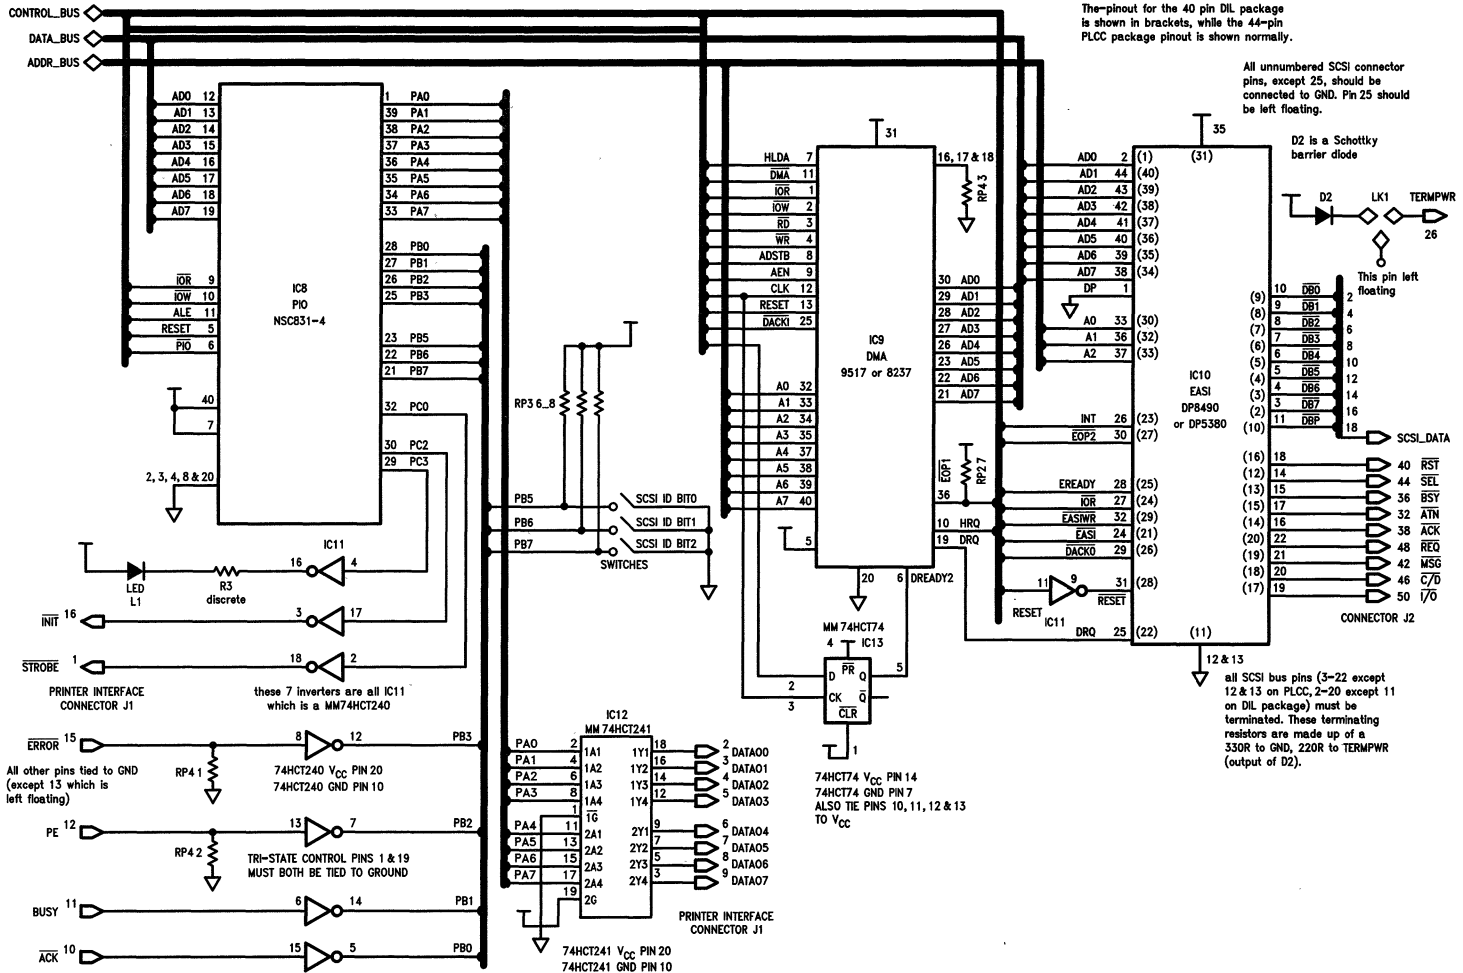 CONTROL_BUS
DATA_BUS
ADDR_BUS
The-pinout for the 40 pin DIL package
is shown in brackets, while the 44-pin
PLCC package pinout is shown normally.
All unnumbered SCSI connector
pins, except 25, should be
connected to GND. Pin 25 should
be left floating.
D2 is a Schottky
barrier diode
D2 LK1 TERMPWR
26
This pin left
floating
AD0 12
AD1 13
AD2 14
AD3 15
AD4 16
AD5 17
AD6 18
AD7 19
IOR 9
IOW 10
ALE 11
RESET 5
PIO 6
40
7
2, 3, 4, 8 & 20
IC8
PIO
NSC831-4
1 PA0
39 PA1
38 PA2
37 PA3
36 PA4
35 PA5
34 PA6
33 PA7
28 PB0
27 PB1
26 PB2
25 PB3
23 PB5
22 PB6
21 PB7
32 PC0
30 PC2
29 PC3
RP3 6_8
PB5 SCSI ID BIT0
PB6 SCSI ID BIT1
PB7 SCSI ID BIT2
SWITCHES
LED
L1
R3
discrete
16 IC11 4
INIT 16 3 17
STROBE 1 18 2
PRINTER INTERFACE
CONNECTOR J1
these 7 inverters are all IC11
which is a MM74HCT240
ERROR 15 8 12 PB3
RP4 1
All other pins tied to GND
(except 13 which is
left floating)
74HCT240 VCC PIN 20
74HCT240 GND PIN 10
PE 12 13 7 PB2
RP4 2
TRI-STATE CONTROL PINS 1 & 19
MUST BOTH BE TIED TO GROUND
BUSY 11 6 14 PB1
ACK 10 15 5 PB0
IC12
MM74HCT241
PA0 2 1A1 1Y1 18 2 DATA00
PA1 4 1A2 1Y2 16 3 DATA01
PA2 6 1A3 1Y3 14 4 DATA02
PA3 8 1A4 1Y4 12 5 DATA03
1 1G
PA4 11 2A1 2Y1 9 6 DATA04
PA5 13 2A2 2Y2 7 7 DATA05
PA6 15 2A3 2Y3 5 8 DATA06
PA7 17 2A4 2Y4 3 9 DATA07
19 2G
PRINTER INTERFACE
CONNECTOR J1
74HCT241 VCC PIN 20
74HCT241 GND PIN 10
31
HLDA 7
DMA 11
IOR 1
IOW 2
RD 3
WR 4
ADSTB 8
AEN 9
CLK 12
RESET 13
DACK1 25
A0 32
A1 33
A2 34
A3 35
A4 37
A5 38
A6 39
A7 40
5
IC9
DMA
9517 or 8237
16, 17 & 18
RP4 3
30 AD0
29 AD1
28 AD2
27 AD3
26 AD4
23 AD5
22 AD6
21 AD7
EOP1
RP2 7
36
10 HRQ
19 DRQ
20 6 DREADY2
MM74HCT74
4 IC13
PR
D Q 5
2
CK Q
3
CLR
1
74HCT74 VCC PIN 14
74HCT74 GND PIN 7
ALSO TIE PINS 10, 11, 12 & 13
TO VCC
35
(31)
AD0 2 (1)
AD1 44 (40)
AD2 43 (39)
AD3 42 (38)
AD4 41 (37)
AD5 40 (36)
AD6 39 (35)
AD7 38 (34)
DP 1
A0 33 (30)
A1 36 (32)
A2 37 (33)
INT 26 (23)
EOP2 30 (27)
EREADY 28 (25)
IOR 27 (24)
EASIWR 32 (29)
EASI 24 (21)
DACK0 29 (26)
11 9 31 (28)
RESET IC11 RESET
DRQ 25 (22)
IC10
EASI
DP8490
or DP5380
(11)
12 & 13
(9) 10 DB0 2
(8) 9 DB1 4
(7) 8 DB2 6
(6) 7 DB3 8
(5) 6 DB4 10
(4) 5 DB5 12
(3) 4 DB6 14
(2) 3 DB7 16
(10) 11 DBP 18
SCSI_DATA
(16) 18 40 RST
(12) 14 44 SEL
(13) 15 36 BSY
(15) 17 32 ATN
(14) 16 38 ACK
(20) 22 48 REQ
(19) 21 42 MSG
(18) 20 46 C/D
(17) 19 50 I/O
CONNECTOR J2
all SCSI bus pins (3-22 except
12 & 13 on PLCC, 2-20 except 11
on DIL package) must be
terminated. These terminating
resistors are made up of a
330R to GND, 220R to TERMPWR
(output of D2).